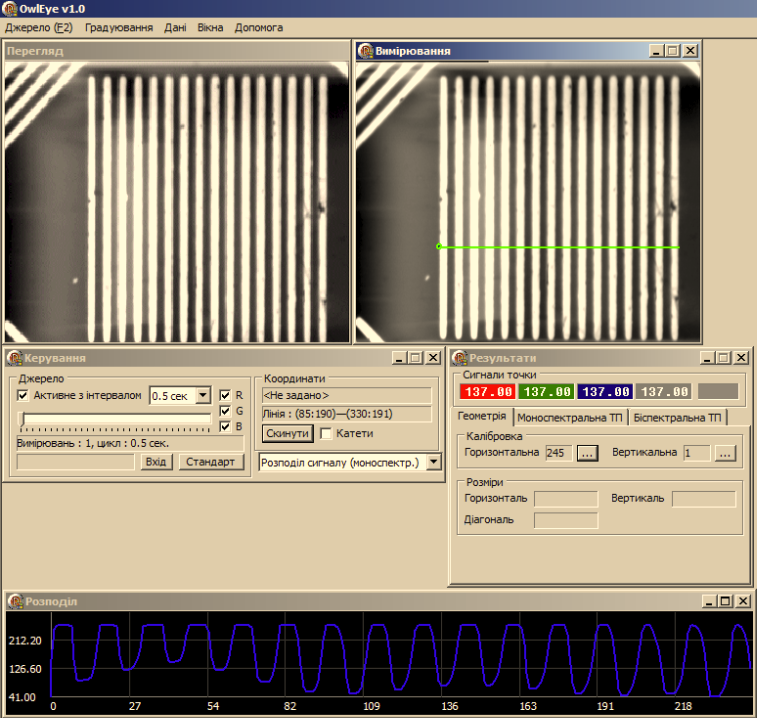 OwlEye v1.0
Джерело (F2) Градуювання Дані Вікна Допомога
Перегляд
Вимірювання
Керування
Джерело
Активне з інтервалом 0.5 сек
R
G
B
Вимірювань : 1, цикл : 0.5 сек.
Вхід Стандарт
Координати
<Не задано>
Лінія : (85:190)—(330:191)
Скинути Катети
Розподіл сигналу (моноспектр.)
Результати
Сигнали точки
137.00 137.00 137.00 137.00
Геометрія Моноспектральна ТП Біспектральна ТП
Калібровка
Горизонтальна 245 ... Вертикальна 1 ...
Розміри
Горизонталь Вертикаль
Діагональ
Розподіл
212.20
126.60
41.00
0 27 54 82 109 136 163 191 218